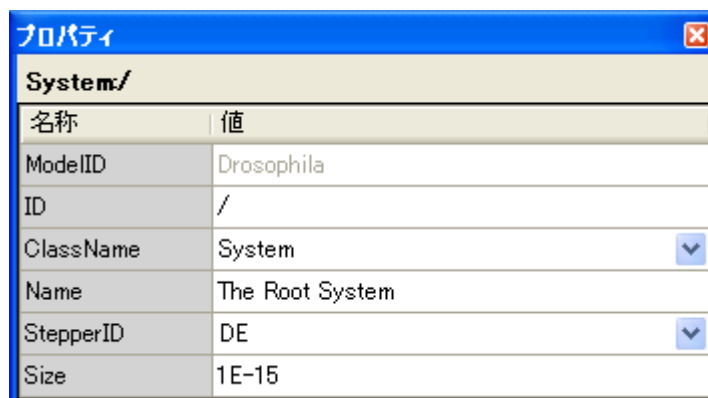 プロパティ
System:/
名称 値
ModelID Drosophila
ID /
ClassName System
Name The Root System
StepperID DE
Size 1E-15